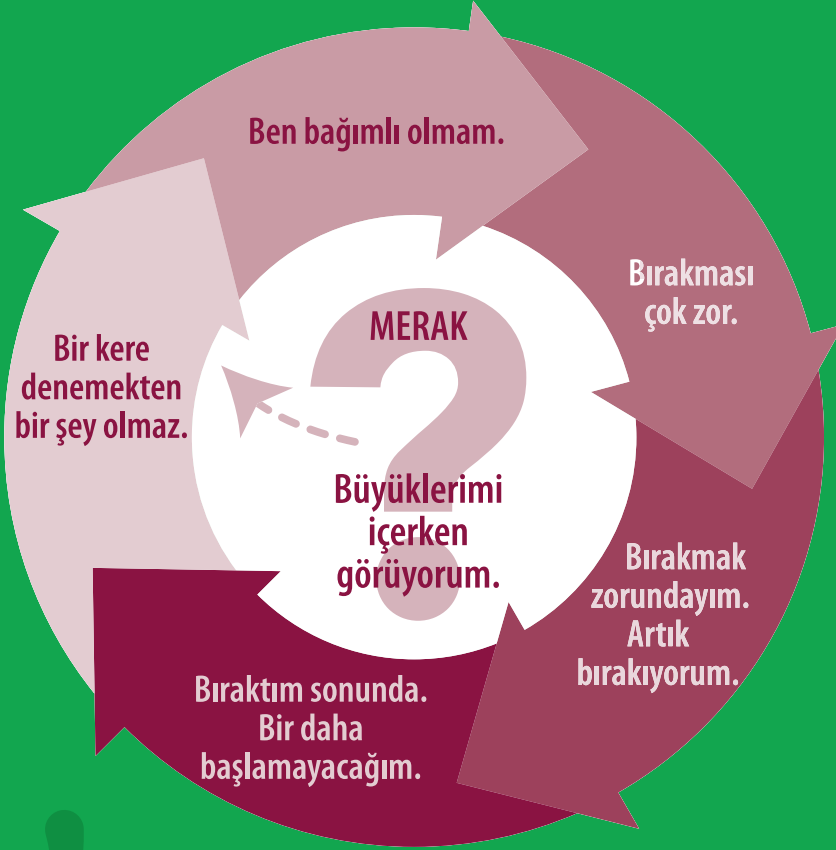 MERAK
Büyüklerimi
içerken
görüyorum.
Bir kere
denemekten
bir şey olmaz.
Ben bağımlı olmam.
Bırakması
çok zor.
Bırakmak
zorundayım.
Artık
bırakıyorum.
Bıraktım sonunda.
Bir daha
başlamayacağım.